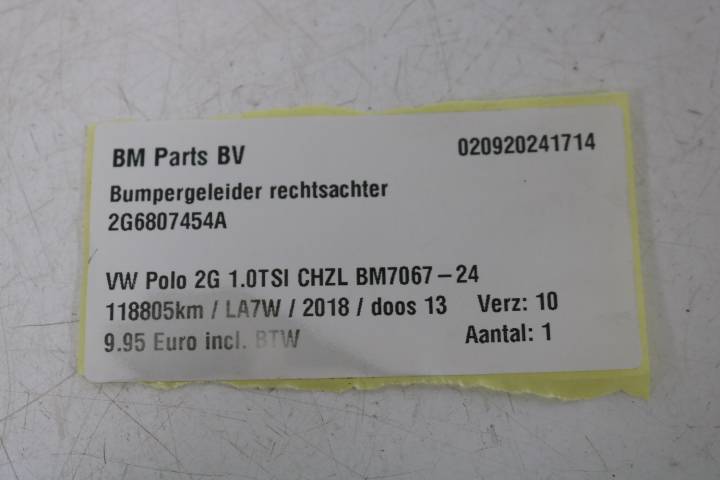 BM Parts BV 020920241714
Bumpergeleider rechtsachter
2G6807454A
VW Polo 2G 1.0TSI CHZL BM7067-24
118805km / LA7W / 2018 / doos 13 Verz: 10
9.95 Euro incl. BTW Aantal: 1